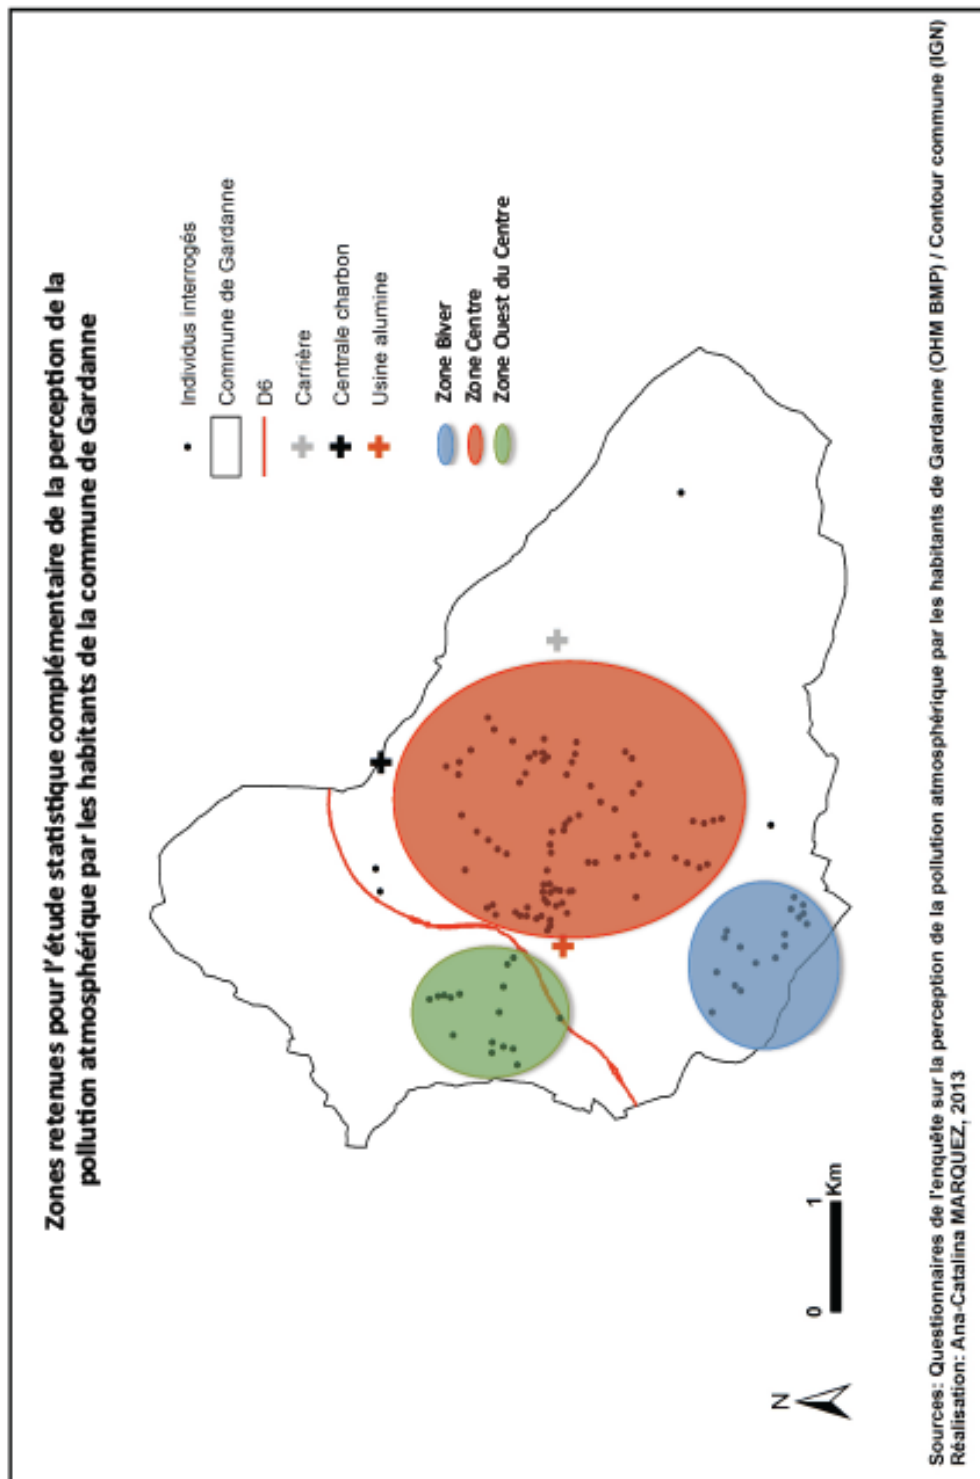 Zones retenues pour l'étude statistique complémentaire de la perception de la
pollution atmosphérique par les habitants de la commune de Gardanne
Individus interrogés
Commune de Gardanne
D6
Carrière
Centrale charbon
Usine alumine
Zone Biver
Zone Centre
Zone Ouest du Centre
N
0 1
Km
Sources: Questionnaires de l'enquête sur la perception de la pollution atmosphérique par les habitants de Gardanne (OHM BMP) / Contour commune (IGN)
Réalisation: Ana-Catalina MARQUEZ, 2013